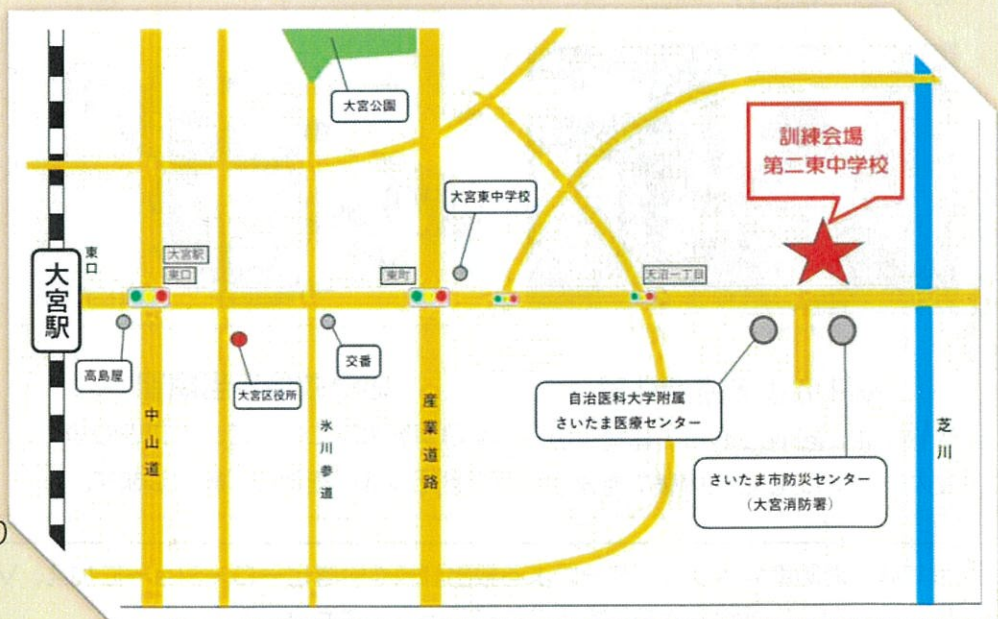 大宮公園
訓練会場
第二東中学校
大宮東中学校
東口
大宮駅
東口
東町
天沼一丁目
大宮駅
高島屋
大宮区役所
交番
自治医科大学附属
さいたま医療センター
さいたま市防災センター
(大宮消防署)
中山道
氷川参道
産業道路
芝川